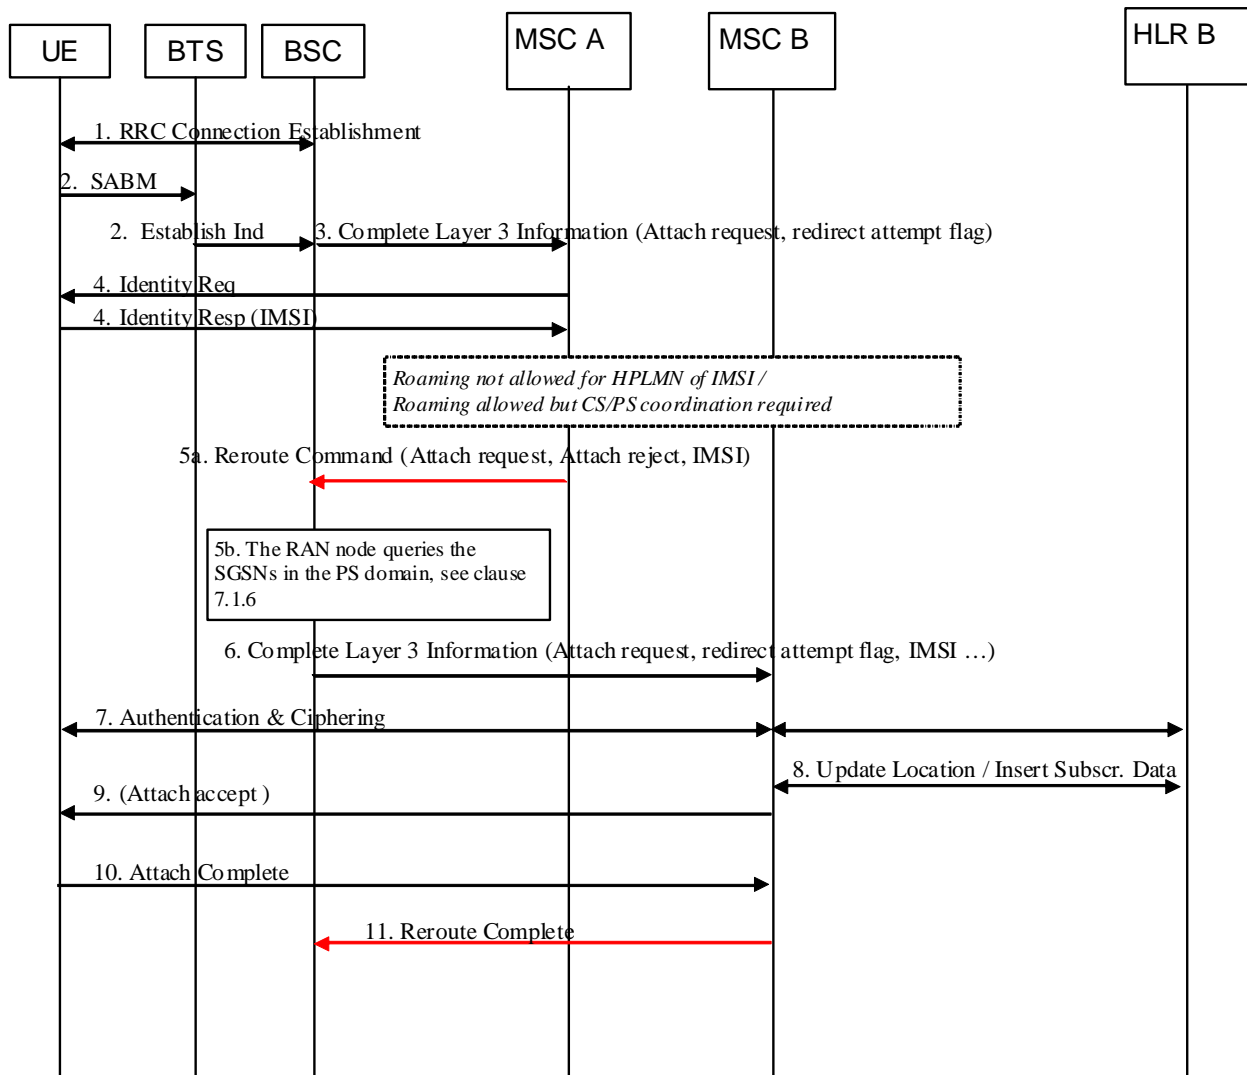 UE
BTS
BSC
MSC A
MSC B
HLR B
1. RRC Connection Establishment
2. SABM
2. Establish Ind
3. Complete Layer 3 Information (Attach request, redirect attempt flag)
4. Identity Req
4. Identity Resp (IMSI)
Roaming not allowed for HPLMN of IMSI /
Roaming allowed but CS/PS coordination required
5a. Reroute Command (Attach request, Attach reject, IMSI)
5b. The RAN node queries the
SGSNs in the PS domain, see clause
7.1.6
6. Complete Layer 3 Information (Attach request, redirect attempt flag, IMSI …)
7. Authentication & Ciphering
8. Update Location / Insert Subscr. Data
9. (Attach accept )
10. Attach Complete
11. Reroute Complete